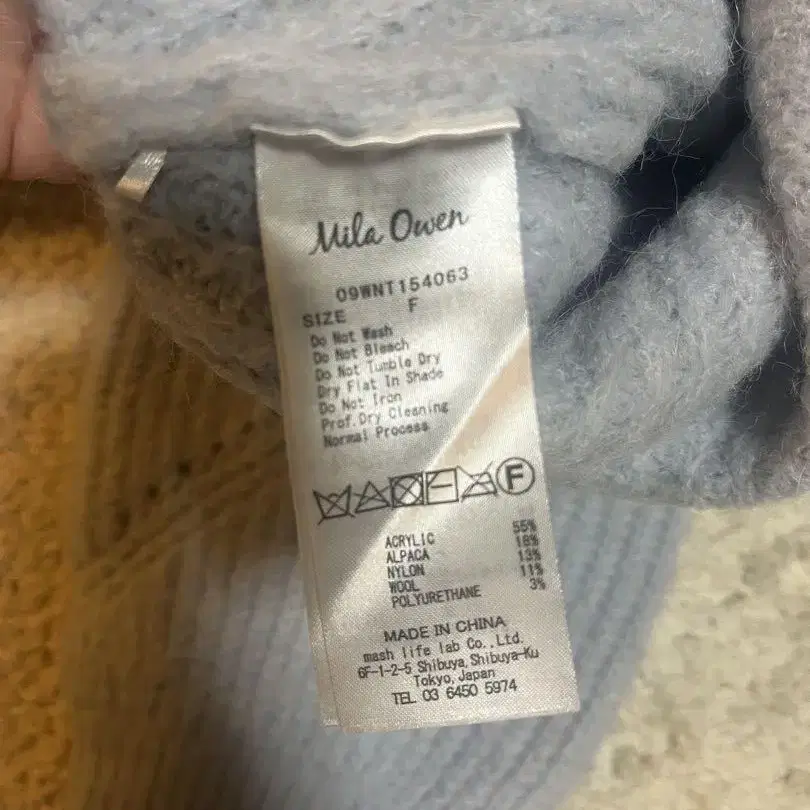 Mila Owen
09WNT154063
SIZE F
Do Not Wash
Do Not Bleach
Do Not Tumble Dry
Dry Flat In Shade
Do Not Iron
Prof.Dry Cleaning
Normal Process
F
ACRYLIC 55%
ALPACA 18%
NYLON 13%
WOOL 11%
POLYURETHANE 3%
MADE IN CHINA
mash life lab Co.,Ltd.
6F-1-2-5 Shibuya,Shibuya-Ku
Tokyo,Japan
TEL 03 6450 5974